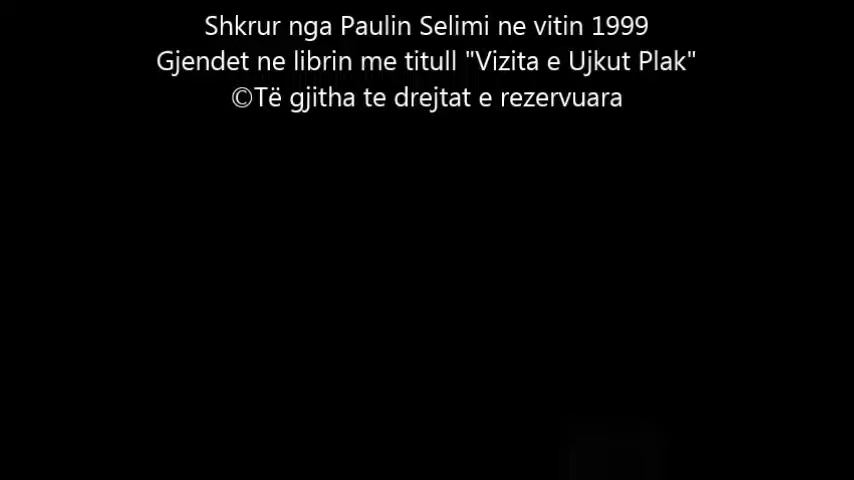 Shkrur nga Paulin Selimi ne vitin 1999
Gjendet ne librin me titull "Vizita e Ujkut Plak"
©Të gjitha te drejtat e rezervuara